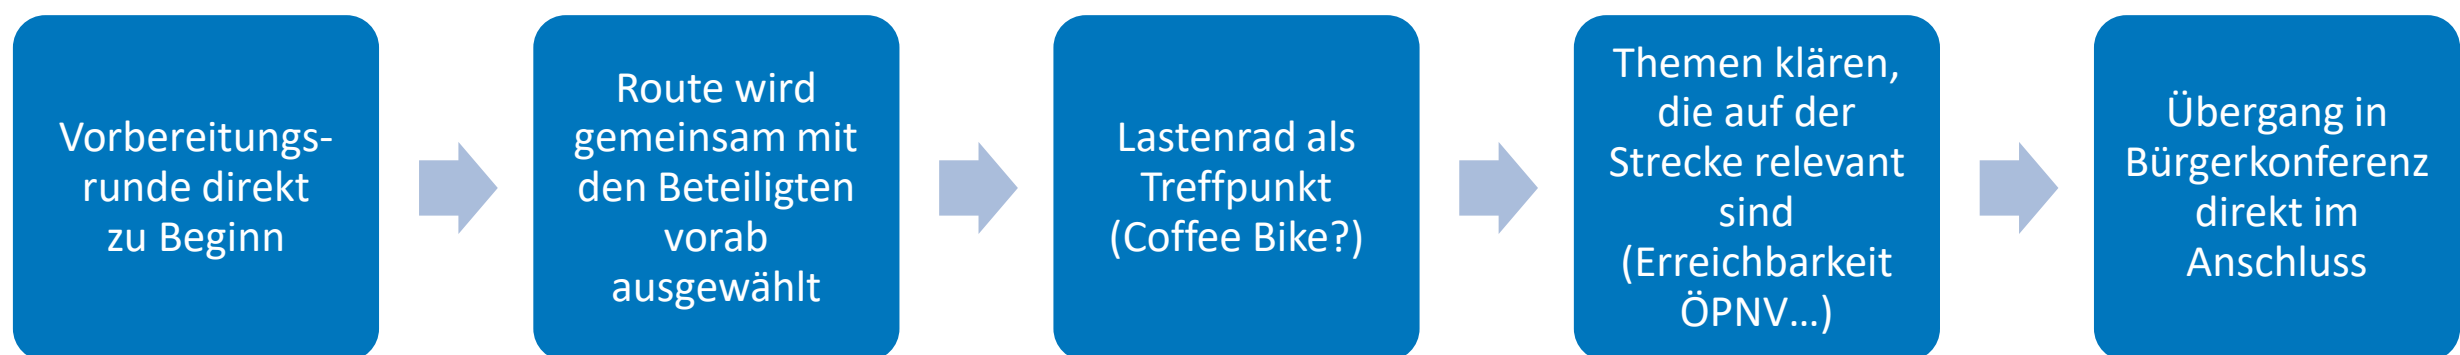 Vorbereitungs-
runde direkt
zu Beginn
Route wird
gemeinsam mit
den Beteiligten
vorab
ausgewählt
Lastenrad als
Treffpunkt
(Coffee Bike?)
Themen klären,
die auf der
Strecke relevant
sind
(Erreichbarkeit
ÖPNV…)
Übergang in
Bürgerkonferenz
direkt im
Anschluss